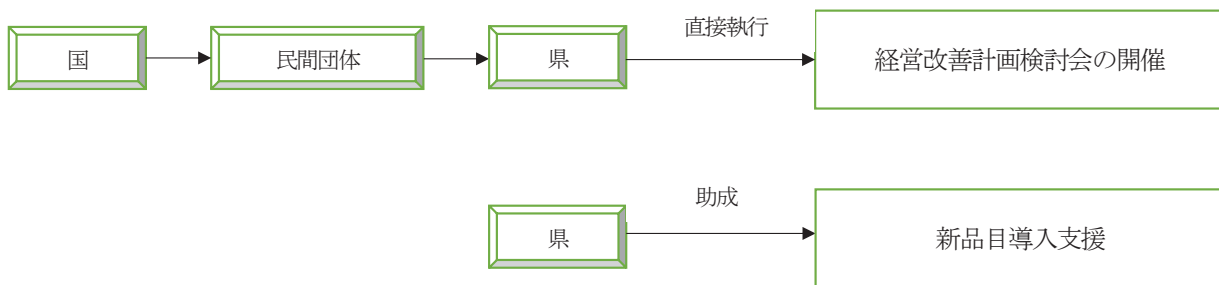 直接執行
国
民間団体
県
経営改善計画検討会の開催
助成
県
新品目導入支援